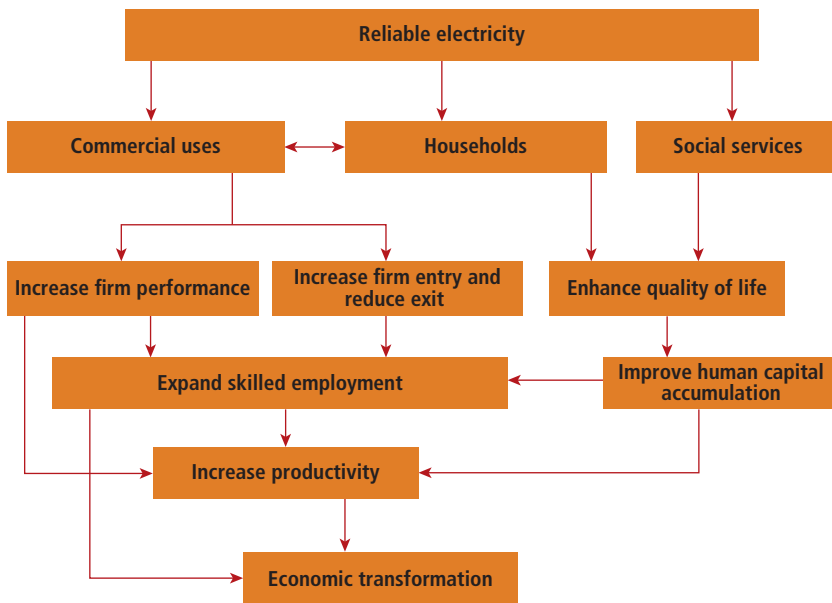 Reliable electricity
Commercial uses
Households
Social services
Increase firm performance
Increase firm entry and
reduce exit
Enhance quality of life
Expand skilled employment
Improve human capital
accumulation
Increase productivity
Economic transformation